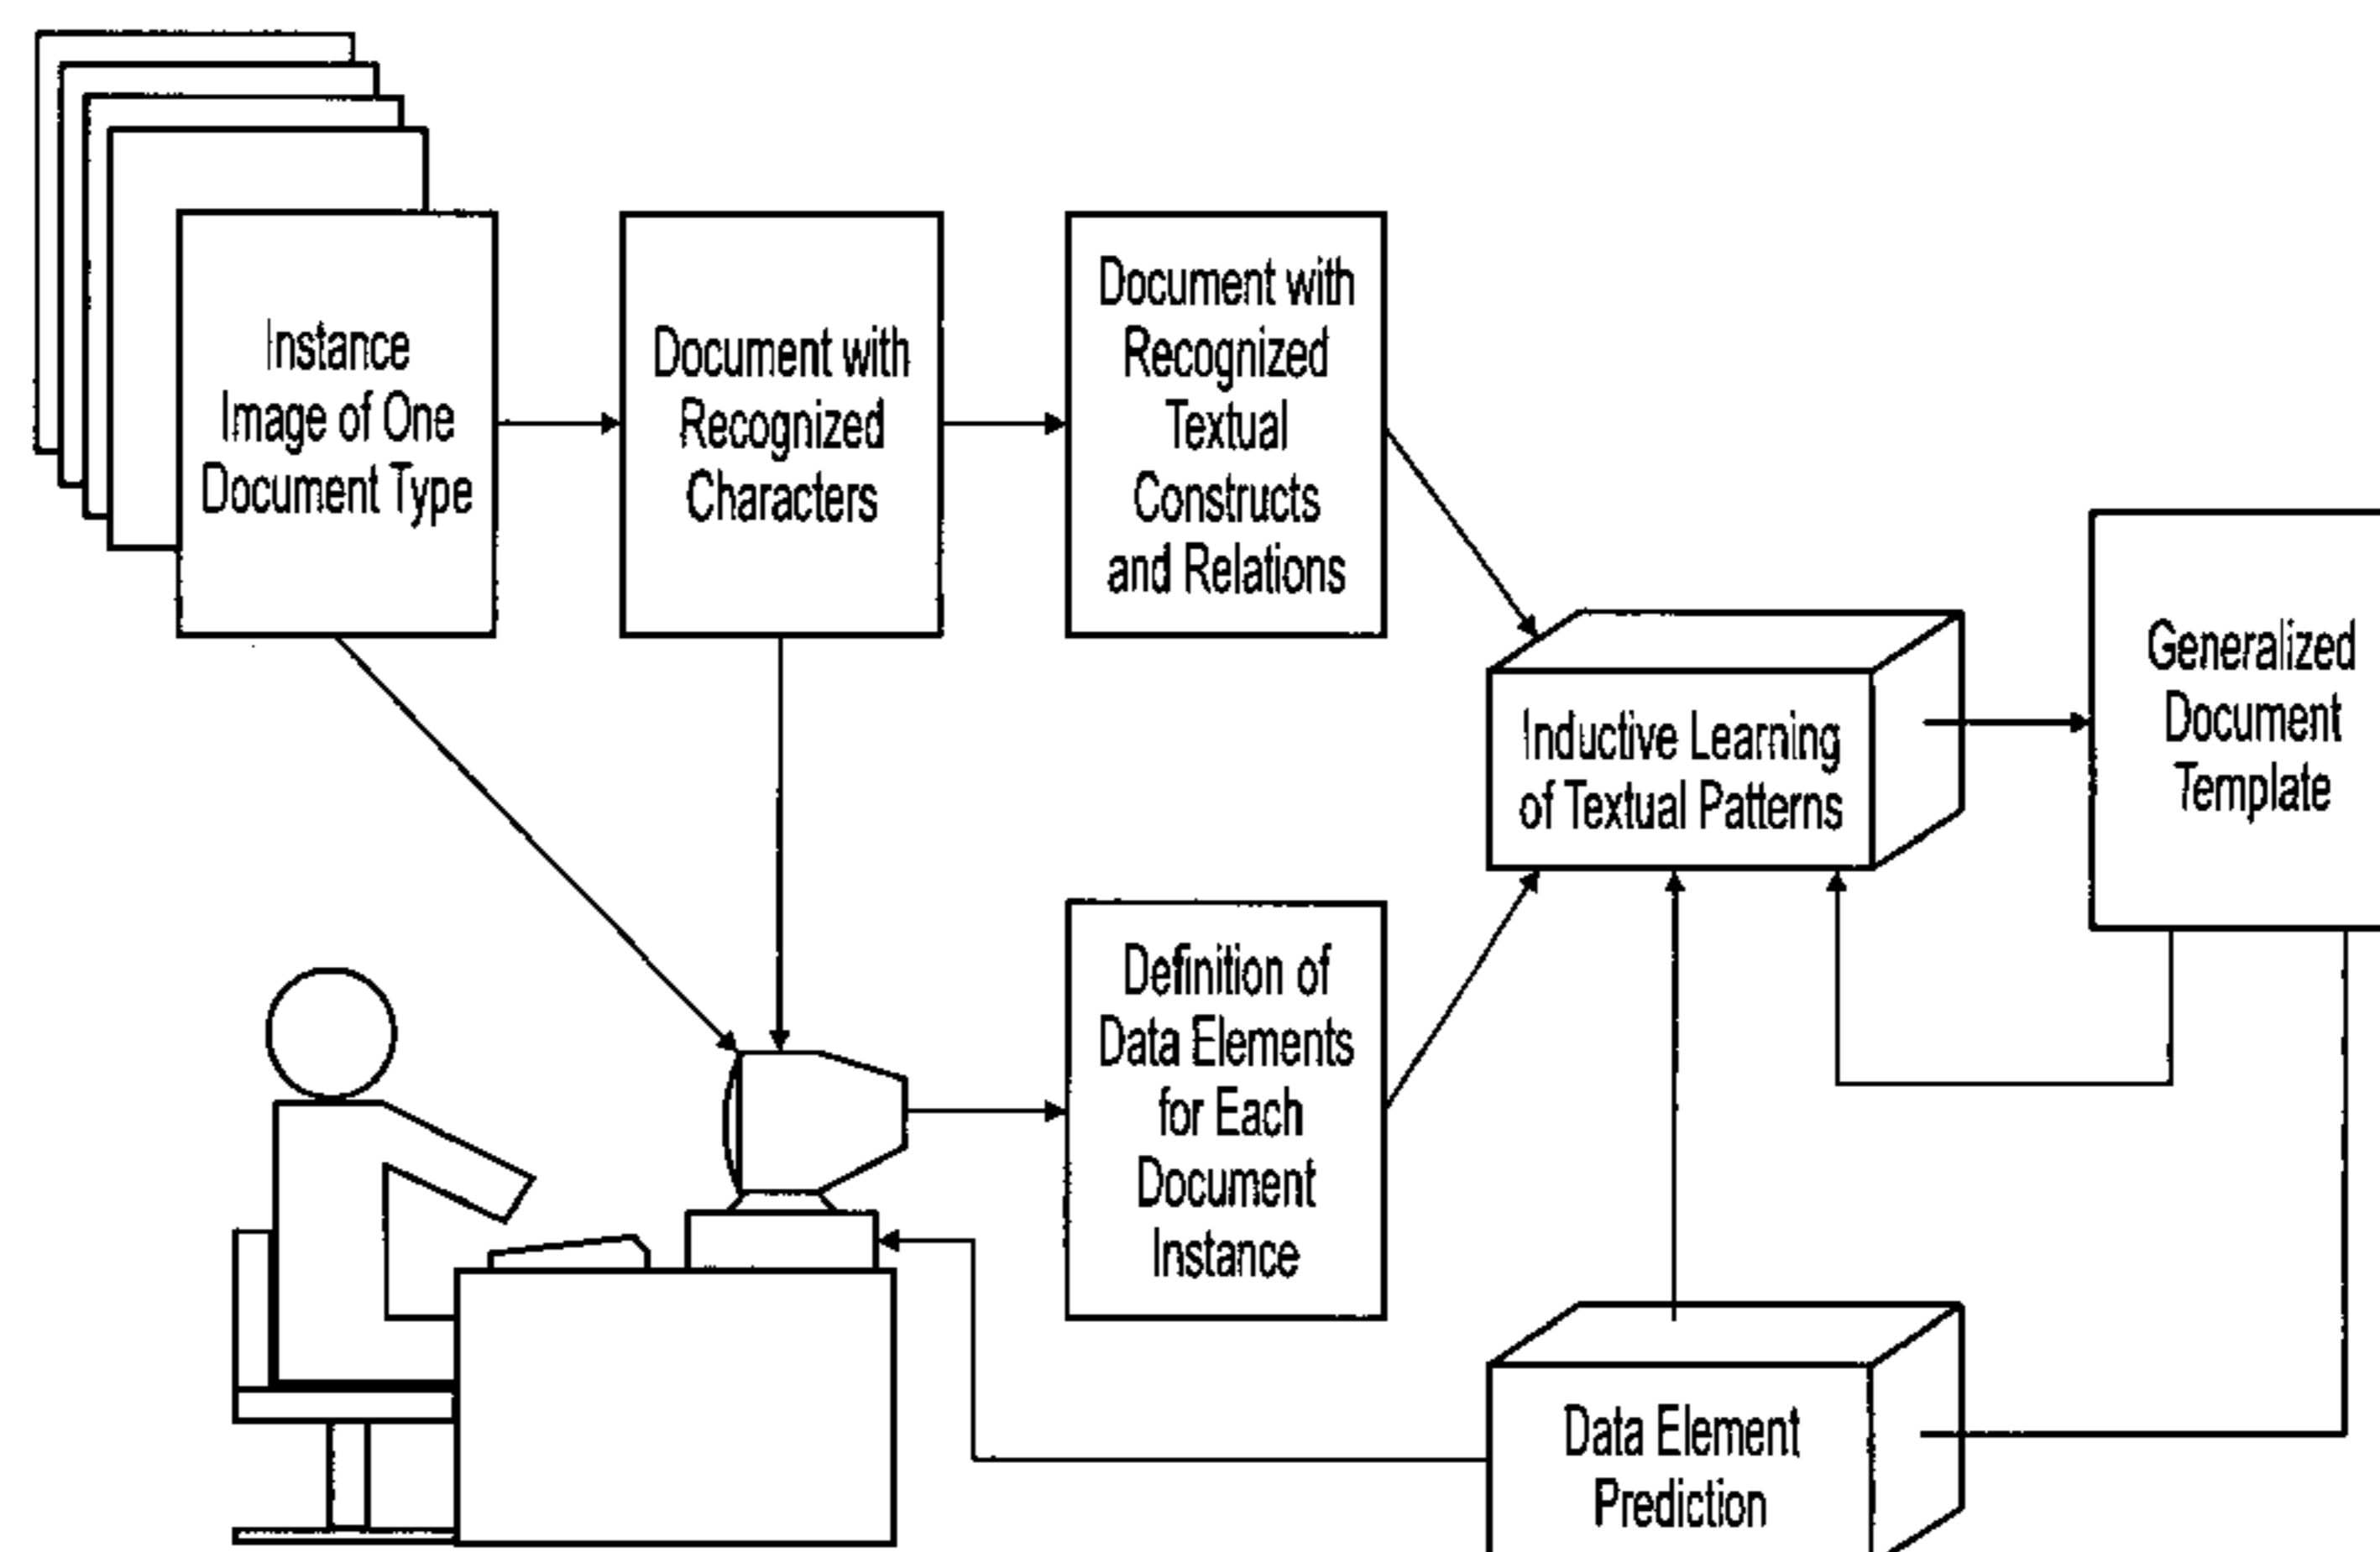 Instance
Image of One
Document Type
Document with
Recognized
Characters
Document with
Recognized
Textual
Constructs
and Relations
Inductive Learning
of Textual Patterns
Generalized
Document
Template
Definition of
Data Elements
for Each
Document
Instance
Data Element
Prediction